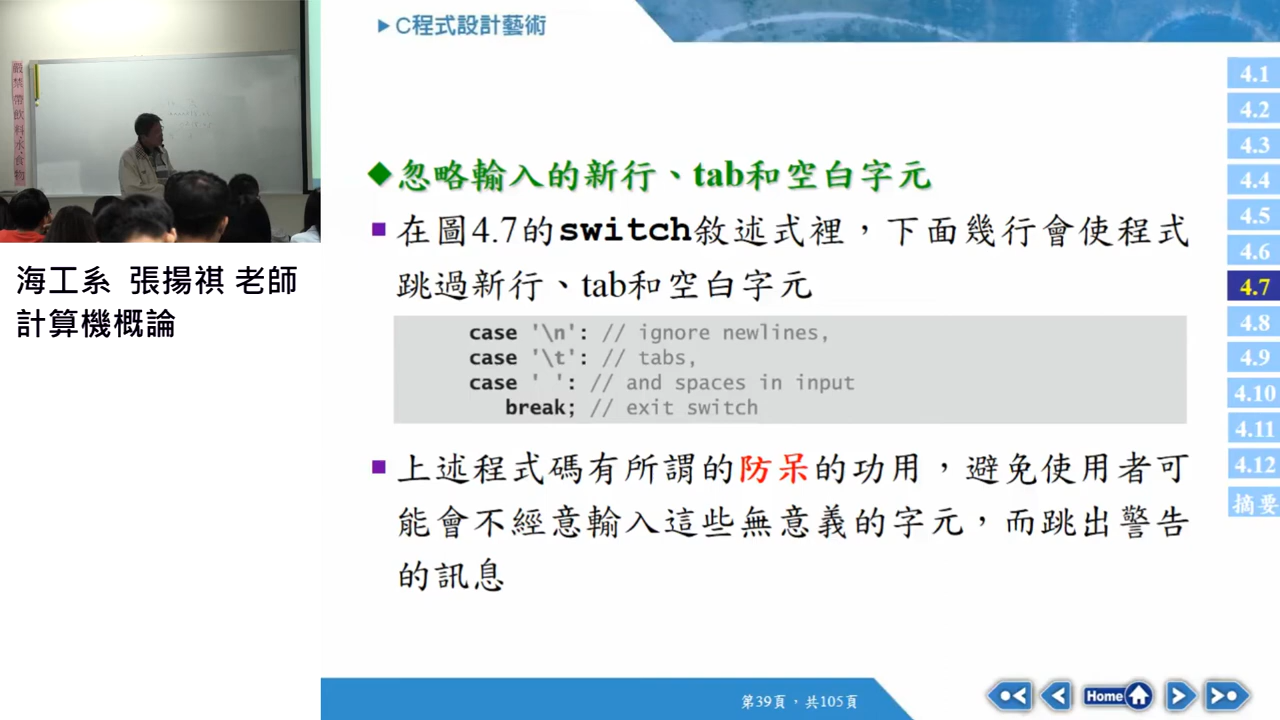 嚴禁帶飲料.水.食物
海工系 張揚祺 老師
計算機概論
C程式設計藝術
忽略輸入的新行、tab和空白字元
在圖4.7的switch敘述式裡，下面幾行會使程式
跳過新行、tab和空白字元
case '\n': // ignore newlines,
case '\t': // tabs,
case ' ': // and spaces in input
break; // exit switch
上述程式碼有所謂的防呆的功用，避免使用者可
能會不經意輸入這些無意義的字元，而跳出警告
的訊息
4.1
4.2
4.3
4.4
4.5
4.6
4.7
4.8
4.9
4.10
4.11
4.12
摘要
第39頁，共105頁
Home